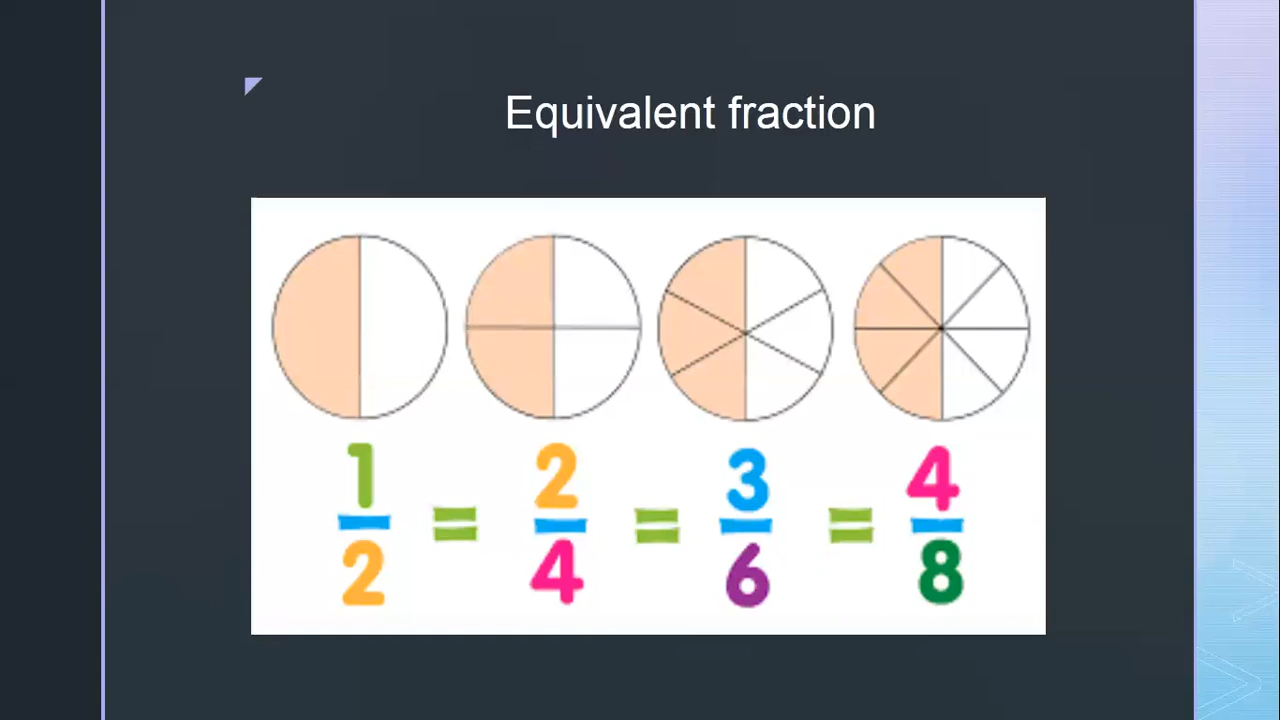 Equivalent fraction
1/2 = 2/4 = 3/6 = 4/8